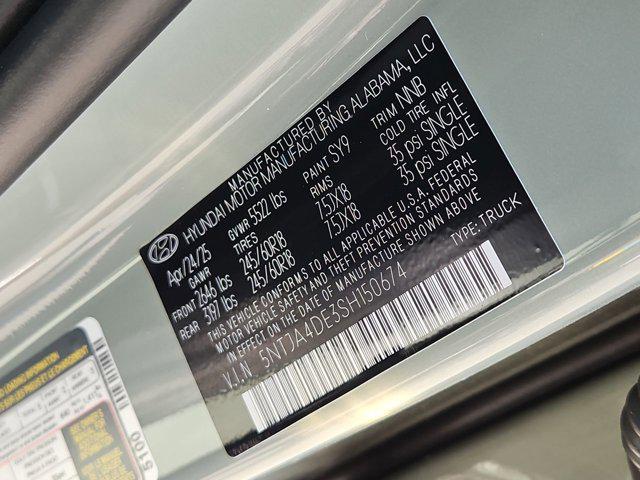 MANUFACTURED BY
HYUNDAI MOTOR MANUFACTURING ALABAMA, LLC
Apr/24/25 GVWR 5522 lbs PAINT SY9 TRIM NNB
GAWR TIRES RIMS COLD TIRE INFL
FRONT 2646 lbs 245/60R18 7.5JX18 35 psi SINGLE
REAR 3197 lbs 245/60R18 7.5JX18 35 psi SINGLE
THIS VEHICLE CONFORMS TO ALL APPLICABLE U.S.A. FEDERAL
MOTOR VEHICLE SAFETY AND THEFT PREVENTION STANDARDS
IN EFFECT ON THE DATE OF MANUFACTURE SHOWN ABOVE
V.I.N 5NTJA4DE3SH150674 TYPE: TRUCK
5100